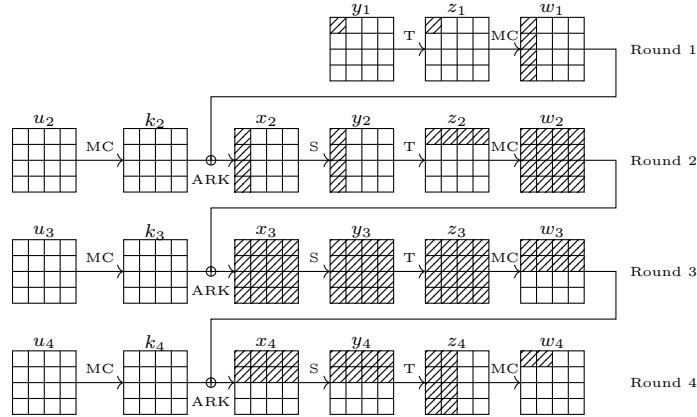 y1 z1 w1
T MC Round 1
u2 k2 x2 y2 z2 w2
MC ARK S T MC Round 2
u3 k3 x3 y3 z3 w3
MC ARK S T MC Round 3
u4 k4 x4 y4 z4 w4
MC ARK S T MC Round 4